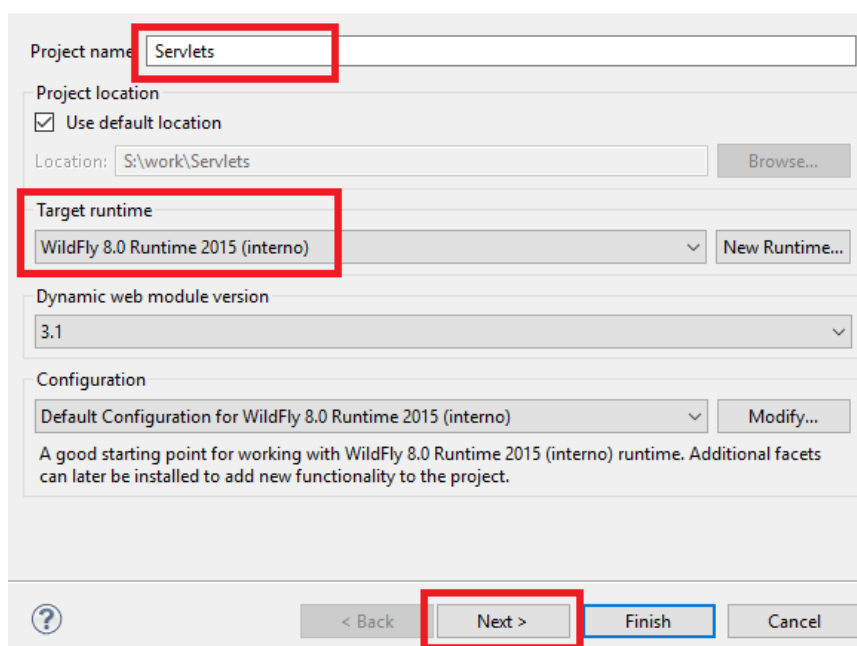 Project name Servlets
Project location
Use default location
Location: S:\work\Servlets Browse...
Target runtime
WildFly 8.0 Runtime 2015 (interno) New Runtime...
Dynamic web module version
3.1
Configuration
Default Configuration for WildFly 8.0 Runtime 2015 (interno) Modify...
A good starting point for working with WildFly 8.0 Runtime 2015 (interno) runtime. Additional facets
can later be installed to add new functionality to the project.
? < Back Next > Finish Cancel